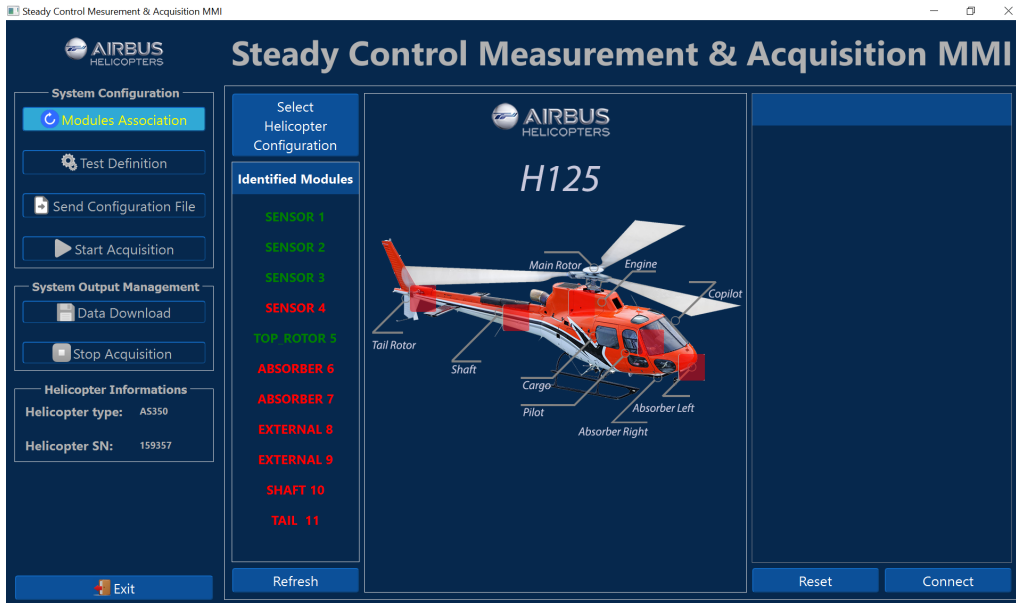 Steady Control Mesurement & Acquisition MMI
AIRBUS
HELICOPTERS
Steady Control Measurement & Acquisition MMI
System Configuration
Modules Association
Test Definition
Send Configuration File
Start Acquisition
System Output Management
Data Download
Stop Acquisition
Helicopter Informations
Helicopter type: AS350
Helicopter SN: 159357
Exit
Select
Helicopter
Configuration
Identified Modules
SENSOR 1
SENSOR 2
SENSOR 3
SENSOR 4
TOP_ROTOR 5
ABSORBER 6
ABSORBER 7
EXTERNAL 8
EXTERNAL 9
SHAFT 10
TAIL 11
Refresh
AIRBUS
HELICOPTERS
H125
Main Rotor
Engine
Copilot
Tail Rotor
Shaft
Cargo
Pilot
Absorber Left
Absorber Right
Reset
Connect